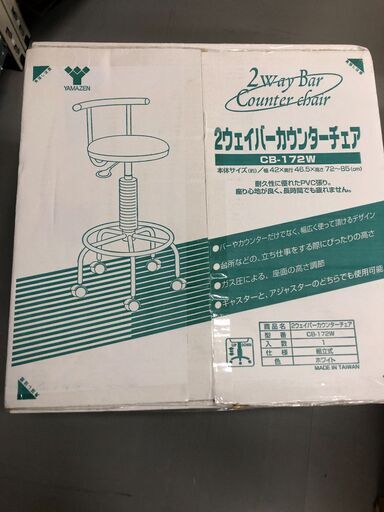 YAMAZEN
2 Way Bar
Counter chair
2ウェイバーカウンターチェア
CB-172W
本体サイズ(約)/幅42×奥行46.5×高さ72〜85(cm)
耐久性に優れたPVC張り。
座り心地が良く、長時間でも疲れません。
●バーやカウンターだけでなく、幅広く使って頂けるデザイン
●台所などの、立ち仕事をする際にぴったりの高さ
●ガス圧による、座面の高さ調節
●キャスターと、アジャスターのどちらでも使用可能
商品名 2ウェイバーカウンターチェア
型番 CB-172W
入数 1
仕様 組立式
色 ホワイト
MADE IN TAIWAN